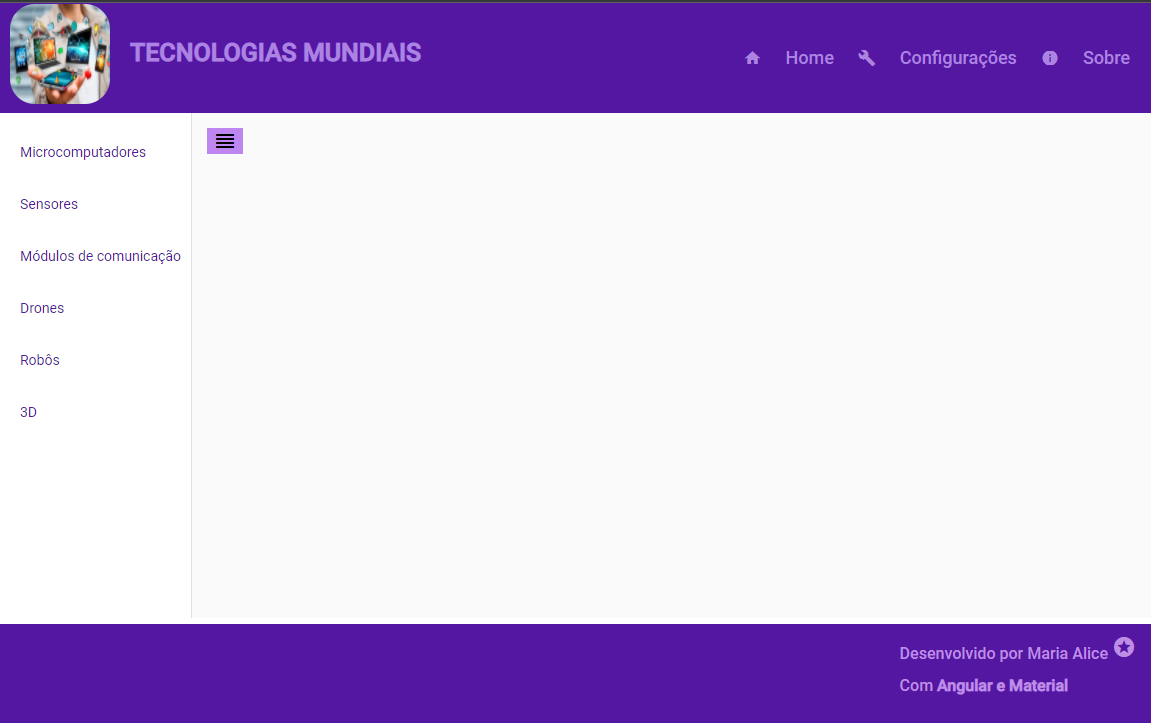 TECNOLOGIAS MUNDIAIS
Home Configurações Sobre
Microcomputadores
Sensores
Módulos de comunicação
Drones
Robôs
3D
Desenvolvido por Maria Alice
Com Angular e Material